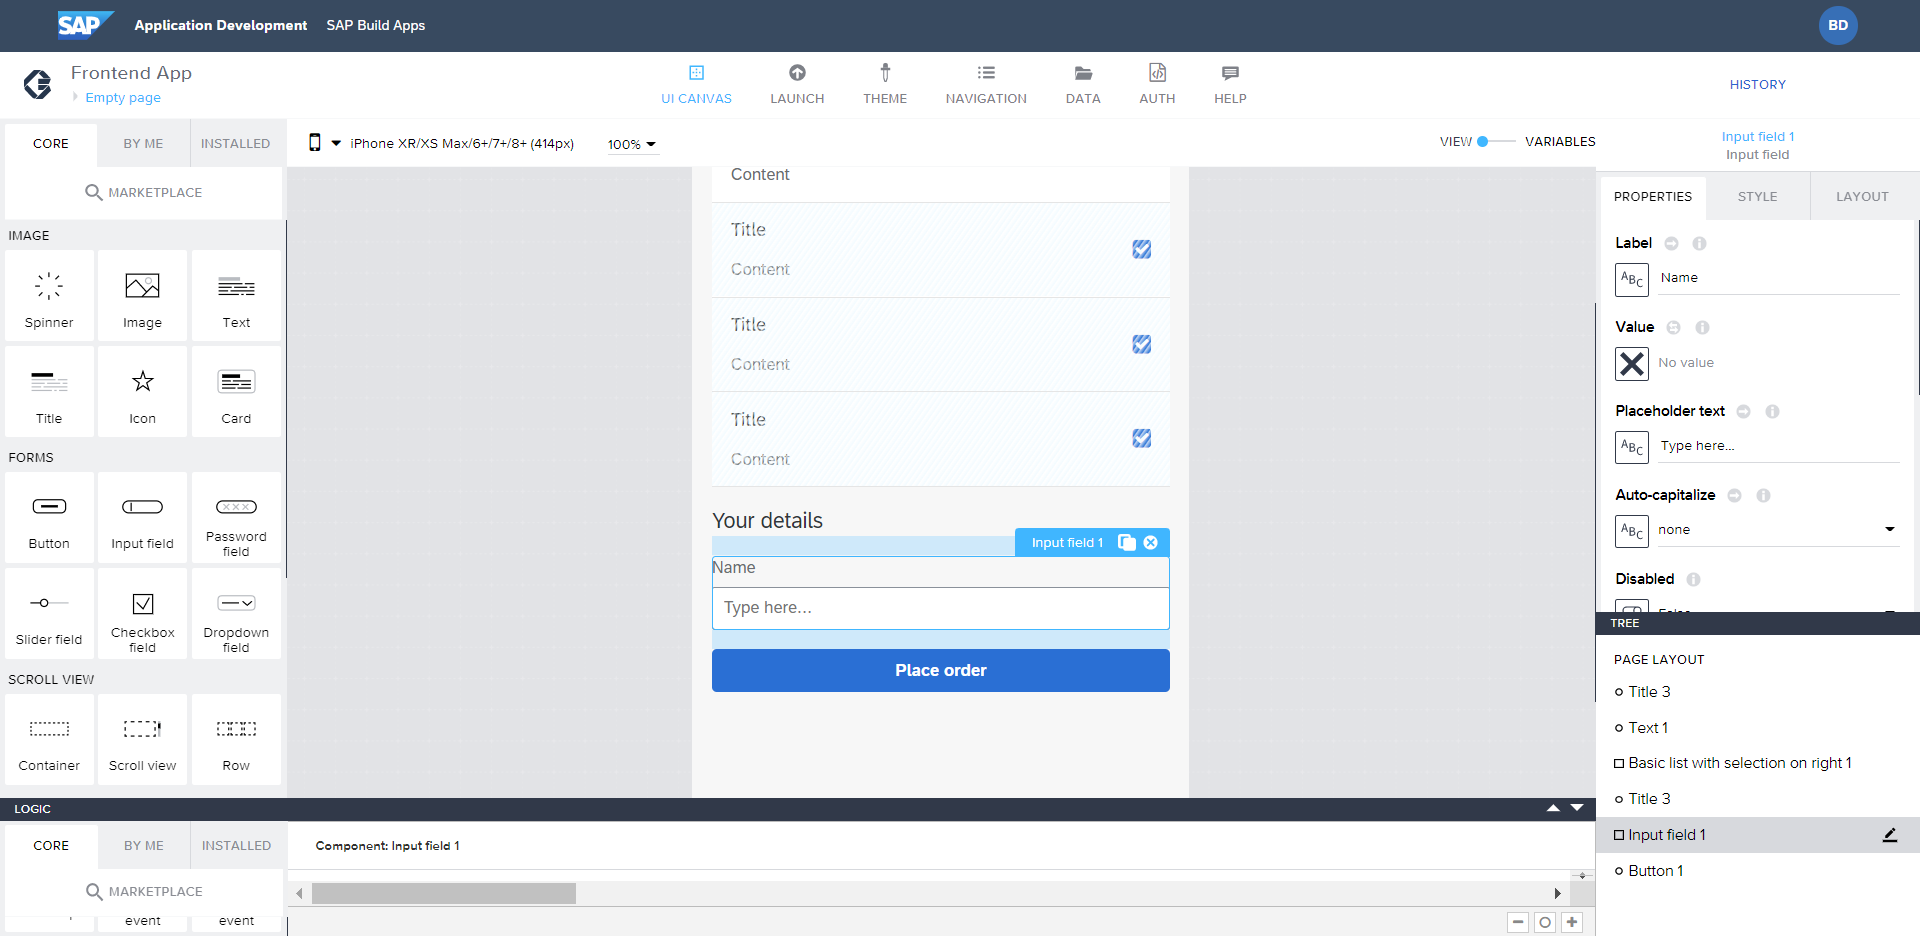 SAP Application Development SAP Build Apps BD
Frontend App
Empty page
UI CANVAS LAUNCH THEME NAVIGATION DATA AUTH HELP
HISTORY
CORE BY ME INSTALLED
MARKETPLACE
IMAGE
Spinner Image Text
Title Icon Card
FORMS
Button Input field Password field
Slider field Checkbox field Dropdown field
SCROLL VIEW
Container Scroll view Row
iPhone XR/XS Max/6+/7+/8+ (414px) 100%
VIEW VARIABLES
Content
Title
Content
Title
Content
Title
Content
Your details
Input field 1
Name
Type here...
Place order
Input field 1
Input field
PROPERTIES STYLE LAYOUT
Label
ABC Name
Value
No value
Placeholder text
ABC Type here...
Auto-capitalize
ABC none
Disabled
False
TREE
PAGE LAYOUT
Title 3
Text 1
Basic list with selection on right 1
Title 3
Input field 1
Button 1
LOGIC
CORE BY ME INSTALLED
MARKETPLACE
event event
Component: Input field 1